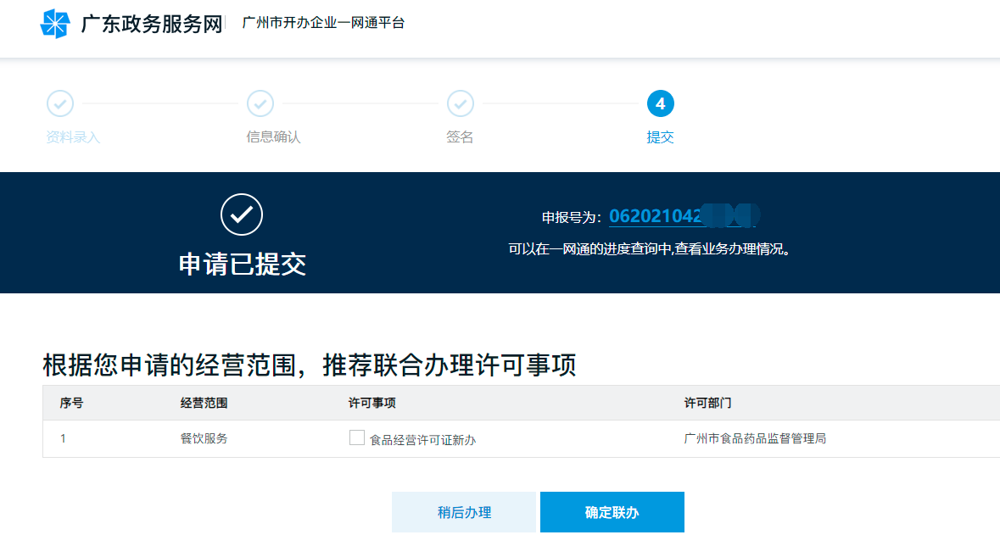 广东政务服务网 广州市开办企业一网通平台
4
资料录入 信息确认 签名 提交
申报号为：062021042
可以在一网通的进度查询中,查看业务办理情况。
申请已提交
根据您申请的经营范围，推荐联合办理许可事项
序号 经营范围 许可事项 许可部门
1 餐饮服务 食品经营许可证新办 广州市食品药品监督管理局
稍后办理 确定联办